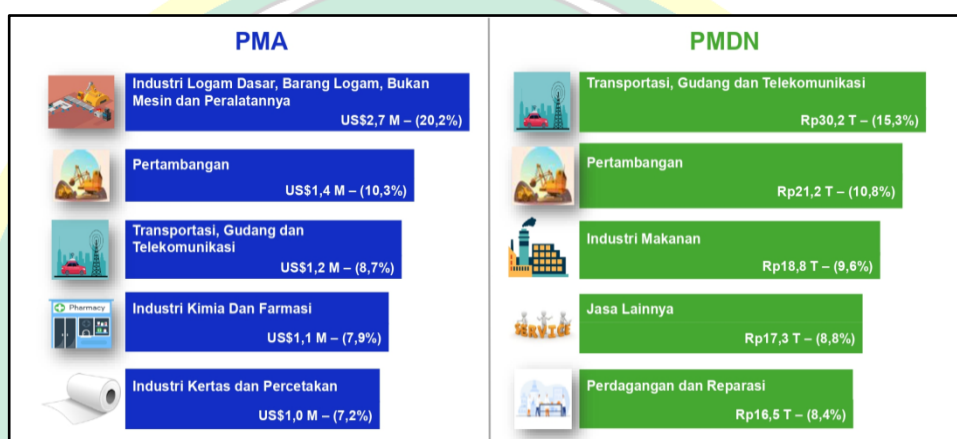 PMA
Industri Logam Dasar, Barang Logam, Bukan
Mesin dan Peralatannya
US$2,7 M – (20,2%)
Pertambangan
US$1,4 M – (10,3%)
Transportasi, Gudang dan
Telekomunikasi
US$1,2 M – (8,7%)
Pharmacy
Industri Kimia Dan Farmasi
US$1,1 M – (7,9%)
Industri Kertas dan Percetakan
US$1,0 M – (7,2%)
PMDN
Transportasi, Gudang dan Telekomunikasi
Rp30,2 T – (15,3%)
Pertambangan
Rp21,2 T – (10,8%)
Industri Makanan
Rp18,8 T – (9,6%)
SERVICE
Jasa Lainnya
Rp17,3 T – (8,8%)
Perdagangan dan Reparasi
Rp16,5 T – (8,4%)